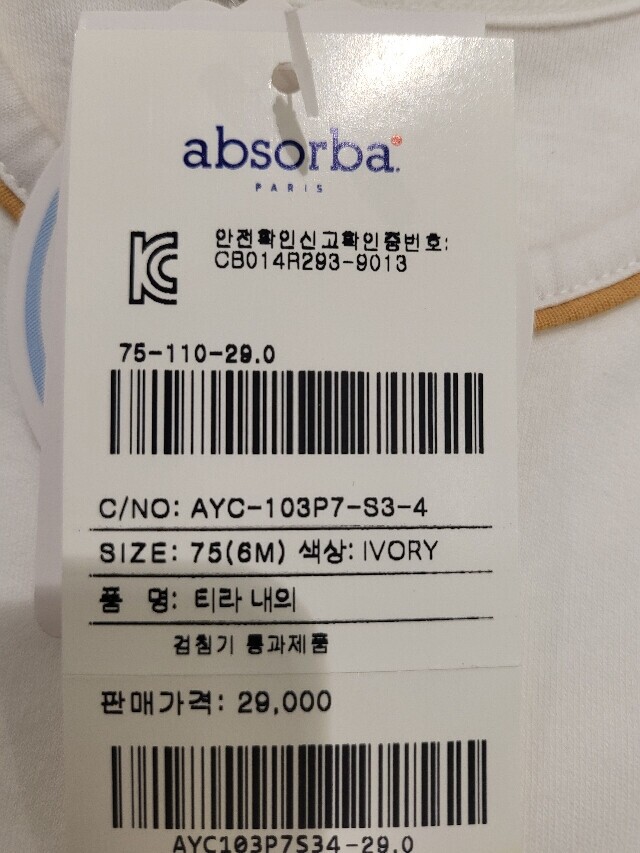 absorba
PARIS
안전확인신고확인증번호:
CB014R293-9013
75-110-29.0
C/NO: AYC-103P7-S3-4
SIZE: 75(6M) 색상: IVORY
품 명: 티라 내의
검침기 통과제품
판매가격: 29,000
AYC103P7S34-29.0